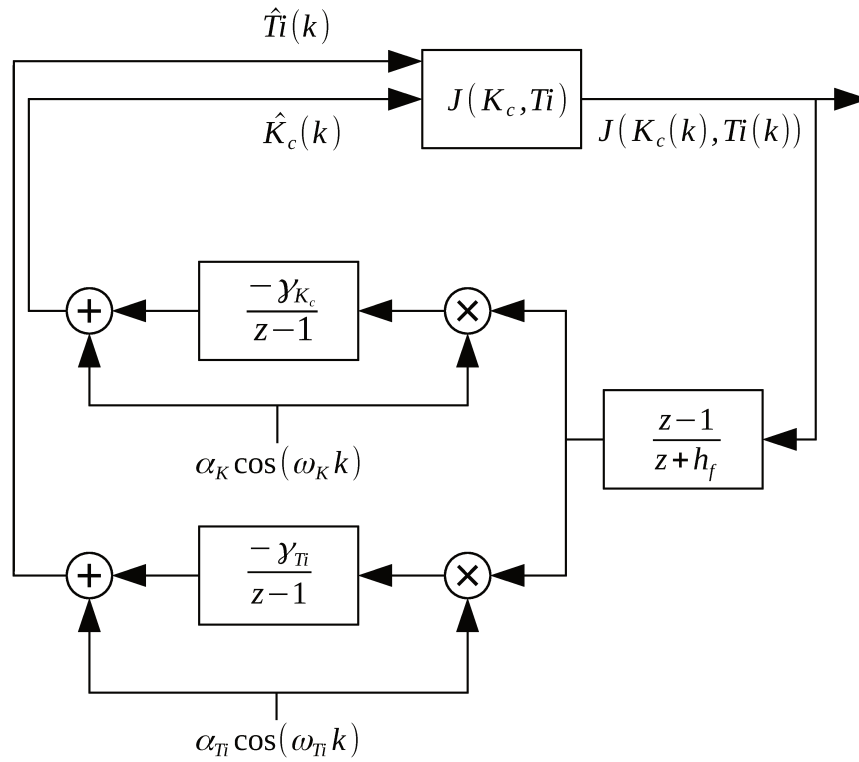 T̂i(k)
J(K_c,Ti)
K̂_c(k)
J(K_c(k),Ti(k))
+
−γ_{K_c}
z−1
×
z−1
z+h_f
α_K cos(ω_K k)
+
−γ_{Ti}
z−1
×
α_{Ti} cos(ω_{Ti} k)